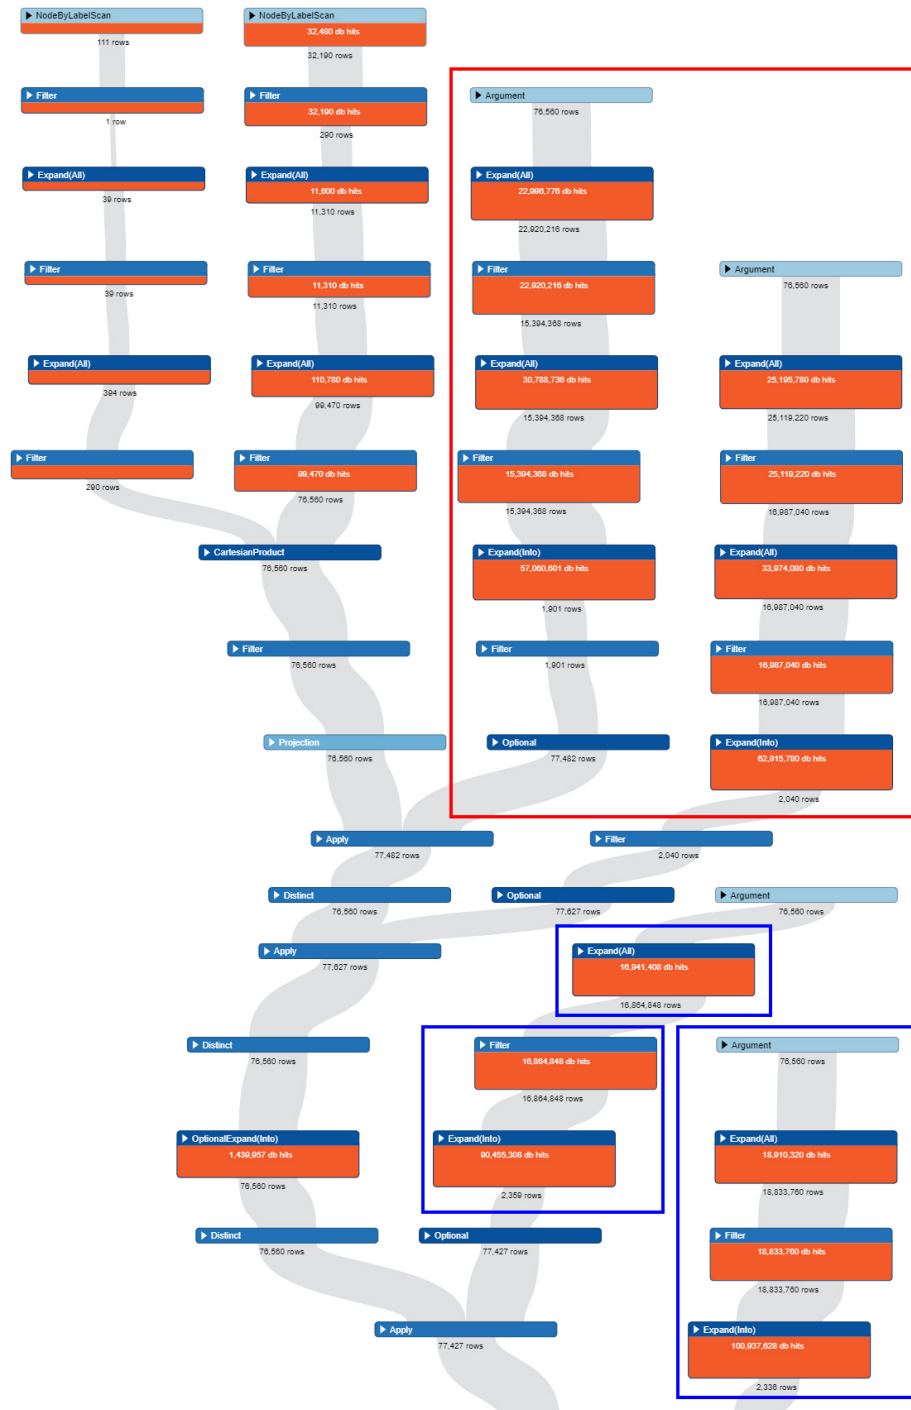 NodeByLabelScan
111 rows
Filter
1 row
Expand(All)
39 rows
Filter
39 rows
Expand(All)
394 rows
Filter
290 rows
NodeByLabelScan
32,480 db hits
32,190 rows
Filter
32,190 db hits
290 rows
Expand(All)
11,600 db hits
11,310 rows
Filter
11,310 db hits
11,310 rows
Expand(All)
110,780 db hits
99,470 rows
Filter
99,470 db hits
76,560 rows
CartesianProduct
76,560 rows
Filter
76,560 rows
Projection
76,560 rows
Argument
76,560 rows
Expand(All)
22,996,776 db hits
22,920,216 rows
Filter
22,920,216 db hits
15,394,368 rows
Expand(All)
30,788,736 db hits
15,394,368 rows
Filter
15,394,368 db hits
15,394,368 rows
Expand(Into)
57,060,601 db hits
1,901 rows
Filter
1,901 rows
Optional
77,482 rows
Argument
76,560 rows
Expand(All)
25,195,780 db hits
25,119,220 rows
Filter
25,119,220 db hits
16,987,040 rows
Expand(All)
33,974,080 db hits
16,987,040 rows
Filter
16,987,040 db hits
16,987,040 rows
Expand(Into)
62,915,780 db hits
2,040 rows
Apply
77,482 rows
Filter
2,040 rows
Distinct
76,560 rows
Optional
77,627 rows
Argument
76,560 rows
Apply
77,627 rows
Expand(All)
16,941,408 db hits
16,864,848 rows
Distinct
76,560 rows
Filter
16,864,848 db hits
16,864,848 rows
Argument
76,560 rows
OptionalExpand(Into)
1,439,957 db hits
76,560 rows
Expand(Into)
90,455,308 db hits
2,359 rows
Expand(All)
18,910,320 db hits
18,833,760 rows
Distinct
76,560 rows
Optional
77,427 rows
Filter
18,833,760 db hits
18,833,760 rows
Apply
77,427 rows
Expand(Into)
100,937,628 db hits
2,336 rows